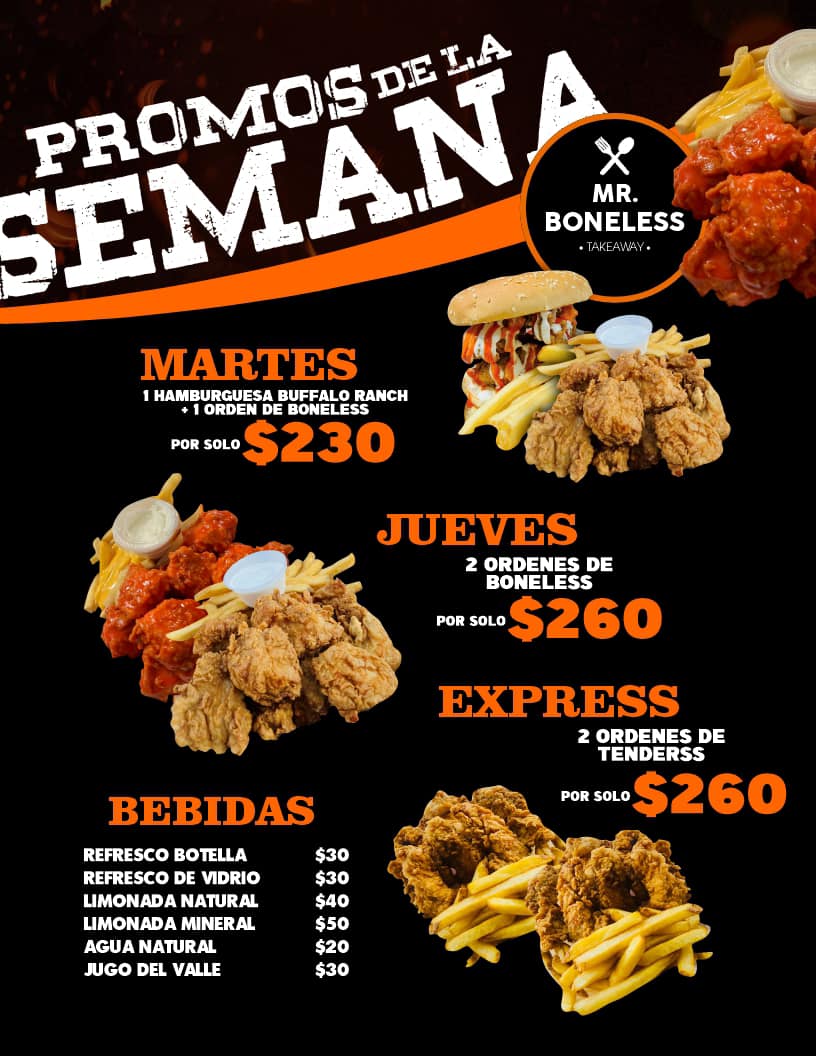 PROMOS DE LA
SEMANA
MR.
BONELESS
• TAKEAWAY •
MARTES
1 HAMBURGUESA BUFFALO RANCH
+ 1 ORDEN DE BONELESS
POR SOLO $230
JUEVES
2 ORDENES DE
BONELESS
POR SOLO $260
EXPRESS
2 ORDENES DE
TENDERSS
POR SOLO $260
BEBIDAS
REFRESCO BOTELLA $30
REFRESCO DE VIDRIO $30
LIMONADA NATURAL $40
LIMONADA MINERAL $50
AGUA NATURAL $20
JUGO DEL VALLE $30